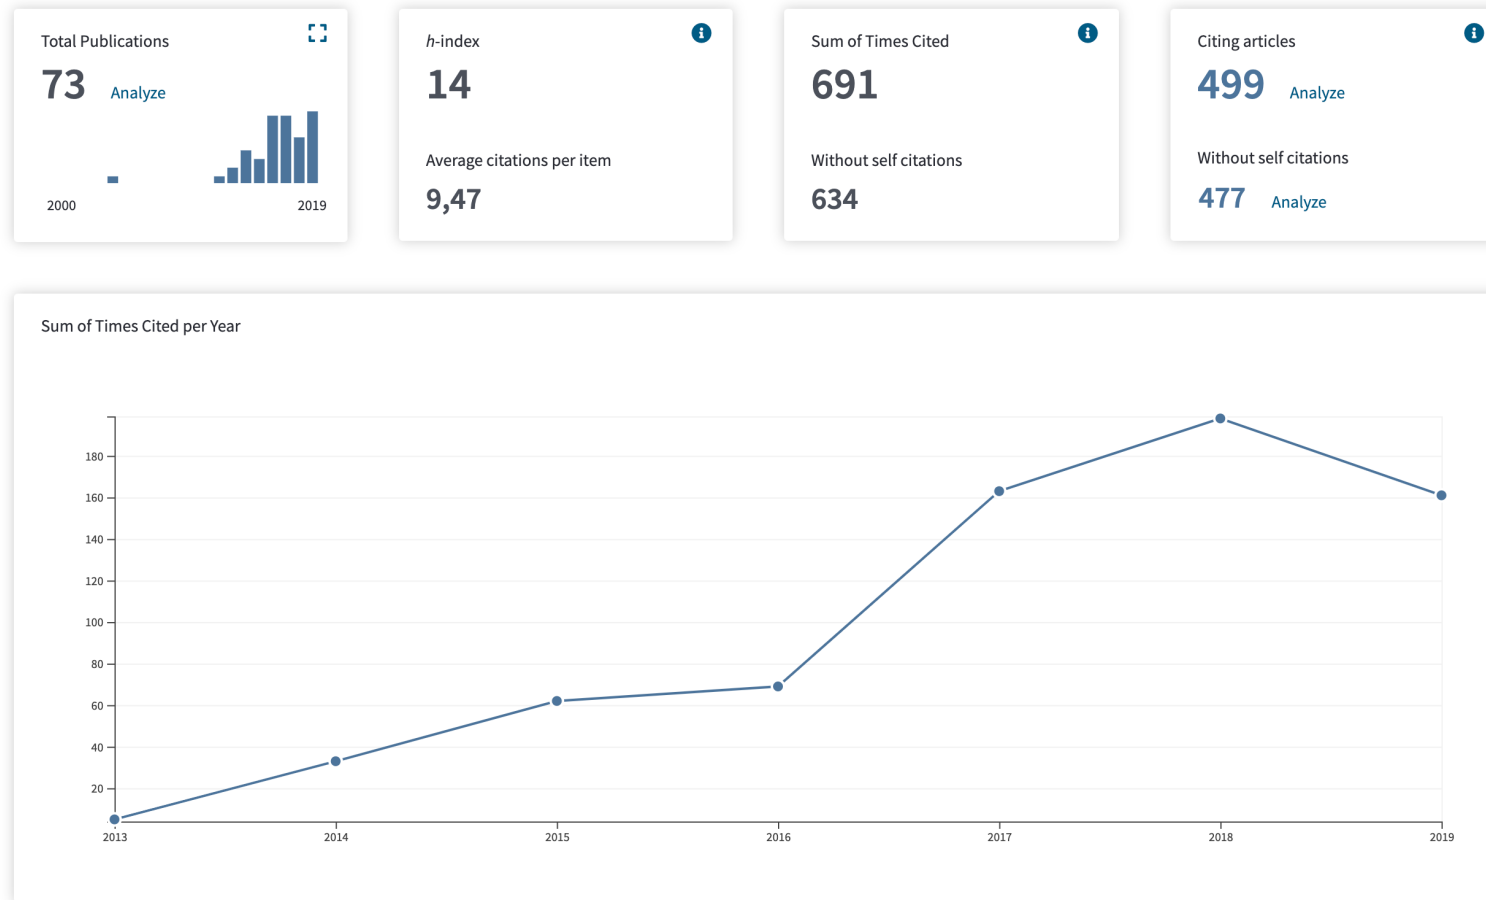 Total Publications
73 Analyze
2000 2019
h-index
14
Average citations per item
9,47
Sum of Times Cited
691
Without self citations
634
Citing articles
499 Analyze
Without self citations
477 Analyze
Sum of Times Cited per Year
180
160
140
120
100
80
60
40
20
2013 2014 2015 2016 2017 2018 2019